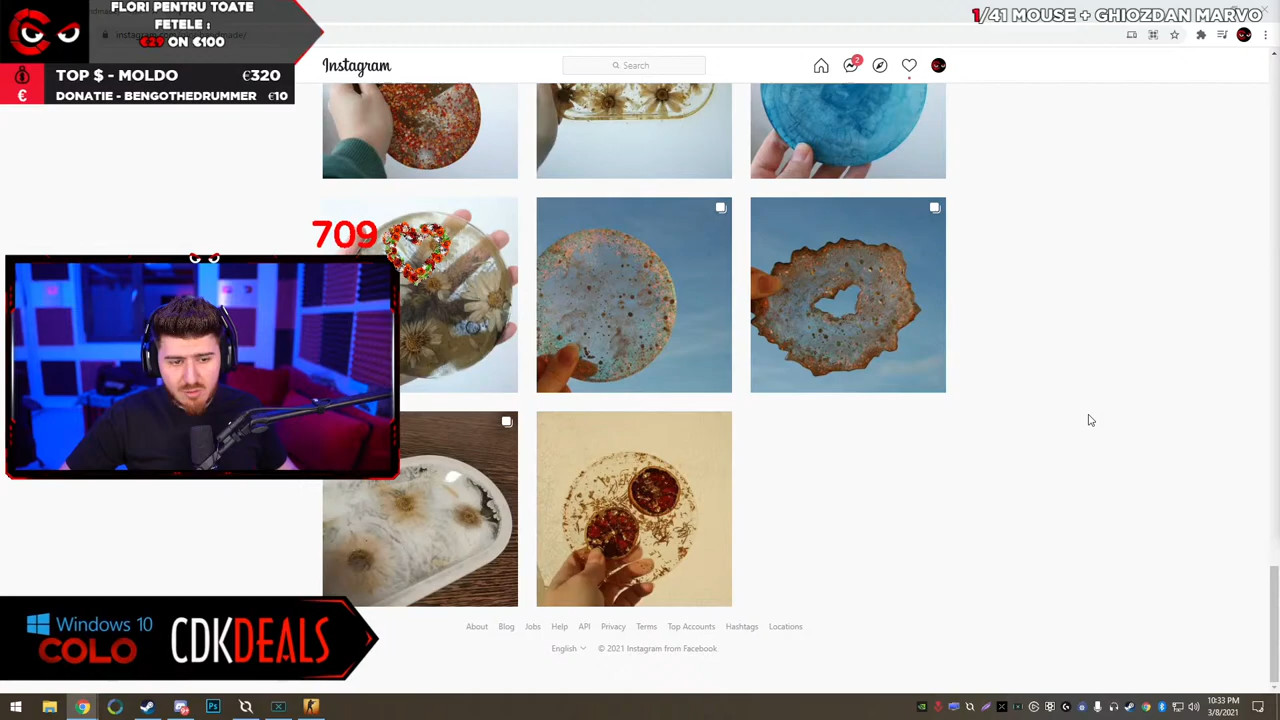 FLORI PENTRU TOATE
FETELE :
€29 ON €100
TOP $ - MOLDO €320
€ DONATIE - BENGOTHEDRUMMER €10
1/41 MOUSE + GHIOZDAN MARVO
Instagram
Search
2
709
Windows 10
COLO
CDKDEALS
About Blog Jobs Help API Privacy Terms Top Accounts Hashtags Locations
English © 2021 Instagram from Facebook
10:33 PM
3/8/2021